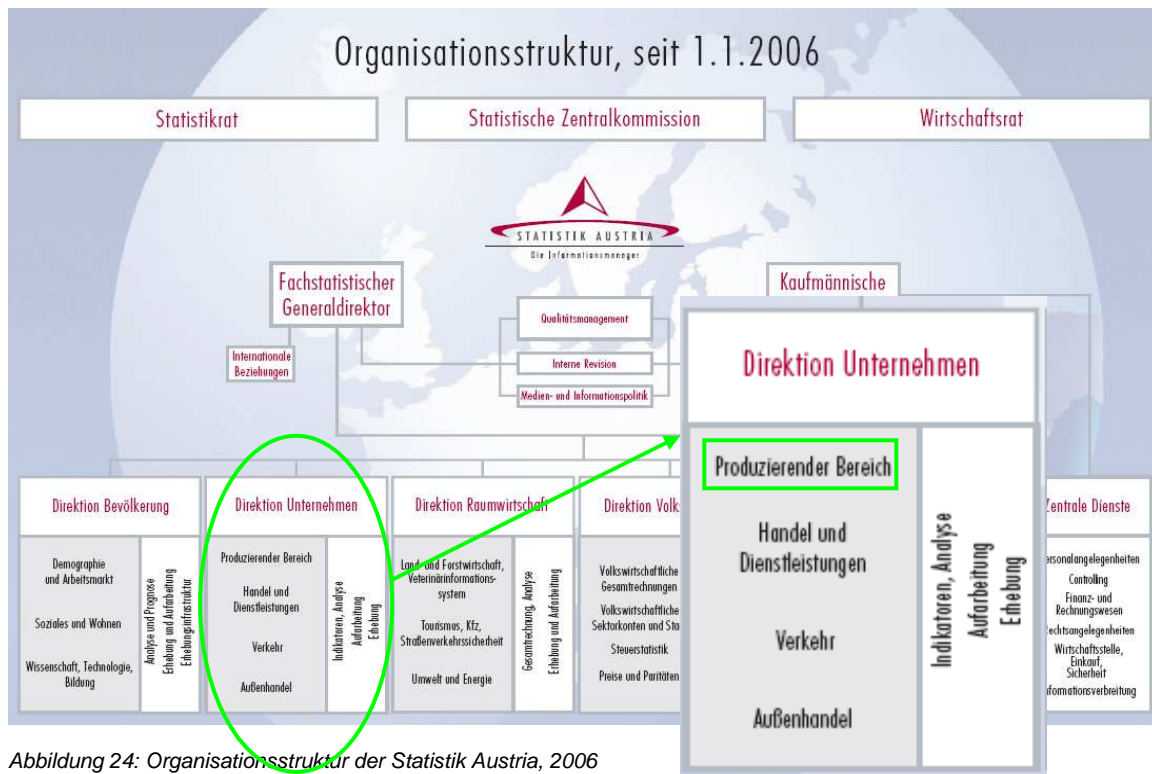 Organisationsstruktur, seit 1.1.2006
Statistikrat
Statistische Zentralkommission
Wirtschaftsrat
STATISTIK AUSTRIA
Die Informationsmanager
Fachstatistischer
Generaldirektor
Kaufmännische
Internationale
Beziehungen
Qualitätsmanagement
Interne Revision
Medien- und Informationspolitik
Direktion Bevölkerung
Demographie
und Arbeitsmarkt
Soziales und Wohnen
Wissenschaft, Technologie,
Bildung
Analyse und Prognose
Erhebung und Aufarbeitung
Erhebungsinfrastruktur
Direktion Unternehmen
Produzierender Bereich
Handel und
Dienstleistungen
Verkehr
Außenhandel
Indikatoren, Analyse
Aufarbeitung
Erhebung
Direktion Raumwirtschaft
Land- und Forstwirtschaft,
Veterinärinformations-
system
Tourismus, Kfz,
Straßenverkehrssicherheit
Umwelt und Energie
Gesamtrechnung, Analyse
Erhebung und Aufarbeitung
Direktion Volks
Volkswirtschaftliche
Gesamtrechnungen
Volkswirtschaftliche
Sektorkonten und Sta
Steuerstatistik
Preise und Paritäten
Direktion Unternehmen
Produzierender Bereich
Handel und
Dienstleistungen
Verkehr
Außenhandel
Indikatoren, Analyse
Aufarbeitung
Erhebung
Zentrale Dienste
ersonalangelegenheiten
Controlling
Finanz- und
Rechnungswesen
echtsangelegenheiten
Wirtschaftsstelle,
Einkauf,
Sicherheit
nformationsverbreitung
Abbildung 24: Organisationsstruktur der Statistik Austria, 2006